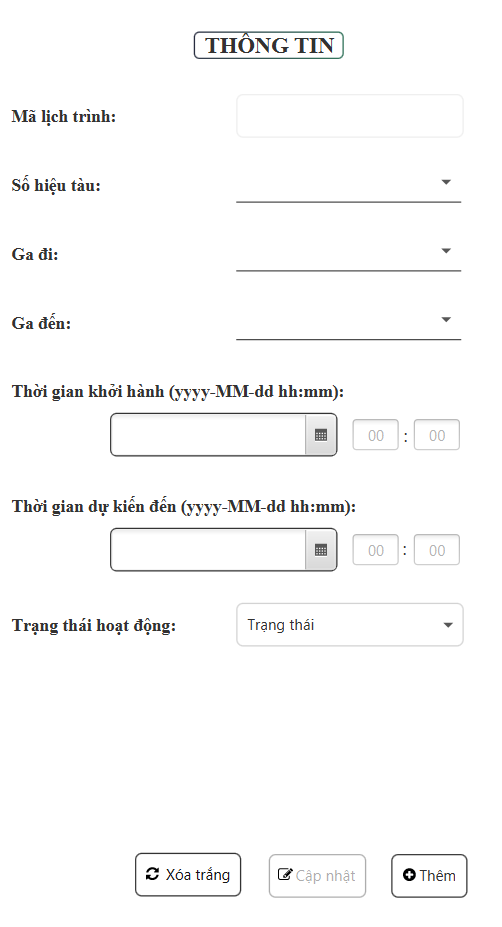 THÔNG TIN
Mã lịch trình:
Số hiệu tàu:
Ga đi:
Ga đến:
Thời gian khởi hành (yyyy-MM-dd hh:mm):
00 : 00
Thời gian dự kiến đến (yyyy-MM-dd hh:mm):
00 : 00
Trạng thái hoạt động: Trạng thái
Xóa trắng Cập nhật Thêm